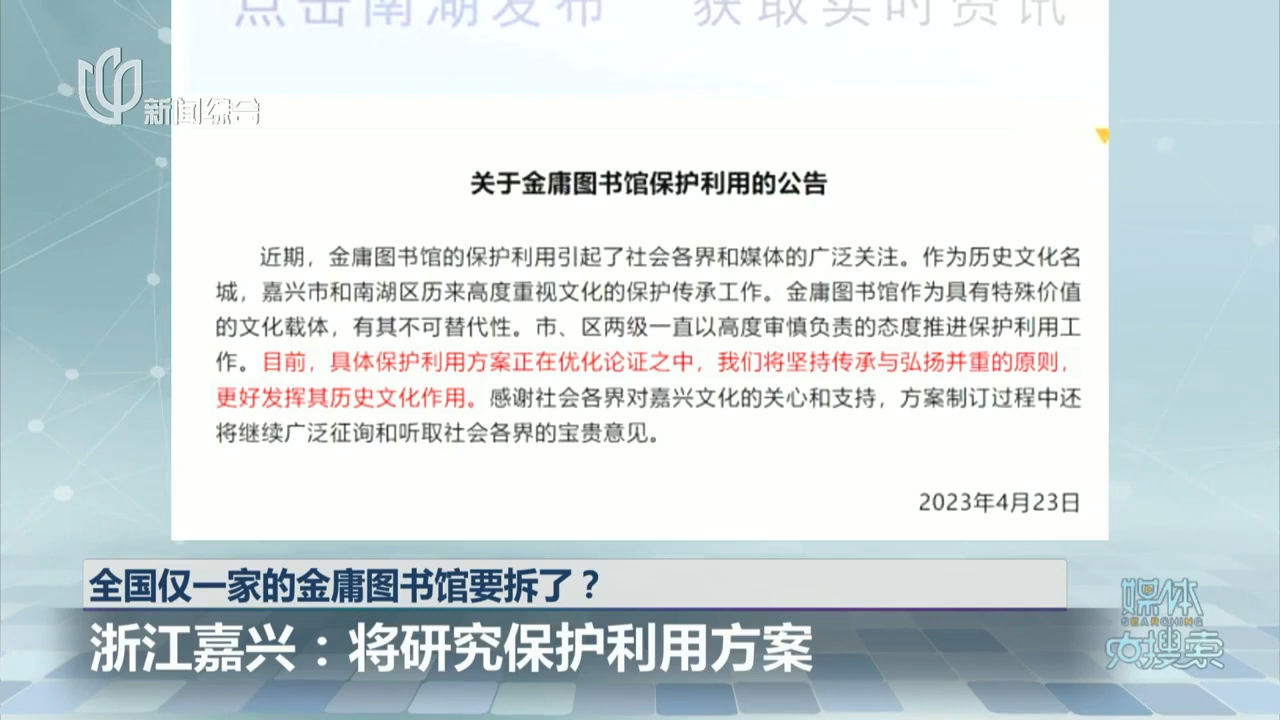 点击南湖发布 获取实时资讯
新闻综合
关于金庸图书馆保护利用的公告
近期，金庸图书馆的保护利用引起了社会各界和媒体的广泛关注。作为历史文化名
城，嘉兴市和南湖区历来高度重视文化的保护传承工作。金庸图书馆作为具有特殊价值
的文化载体，有其不可替代性。市、区两级一直以高度审慎负责的态度推进保护利用工
作。目前，具体保护利用方案正在优化论证之中，我们将坚持传承与弘扬并重的原则，
更好发挥其历史文化作用。感谢社会各界对嘉兴文化的关心和支持，方案制订过程中还
将继续广泛征询和听取社会各界的宝贵意见。
2023年4月23日
全国仅一家的金庸图书馆要拆了？
浙江嘉兴：将研究保护利用方案
媒体
SEARCHING
大搜索